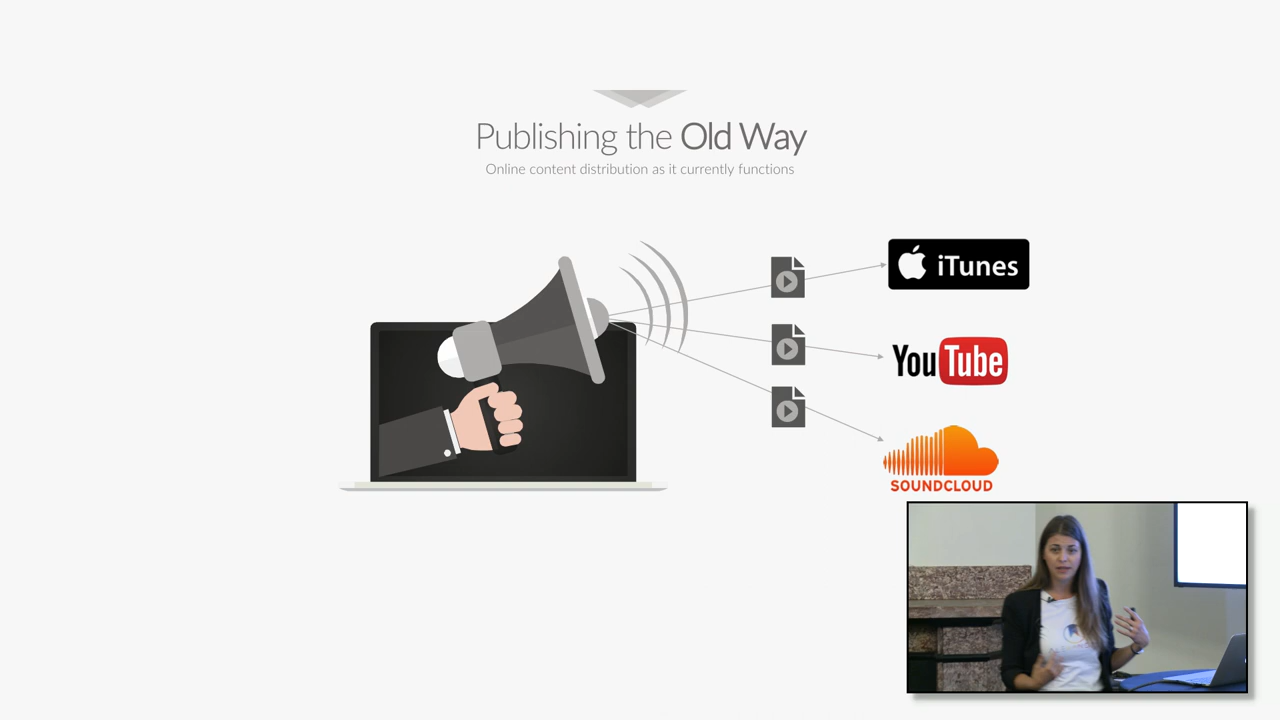 Publishing the Old Way
Online content distribution as it currently functions
iTunes
YouTube
SOUNDCLOUD